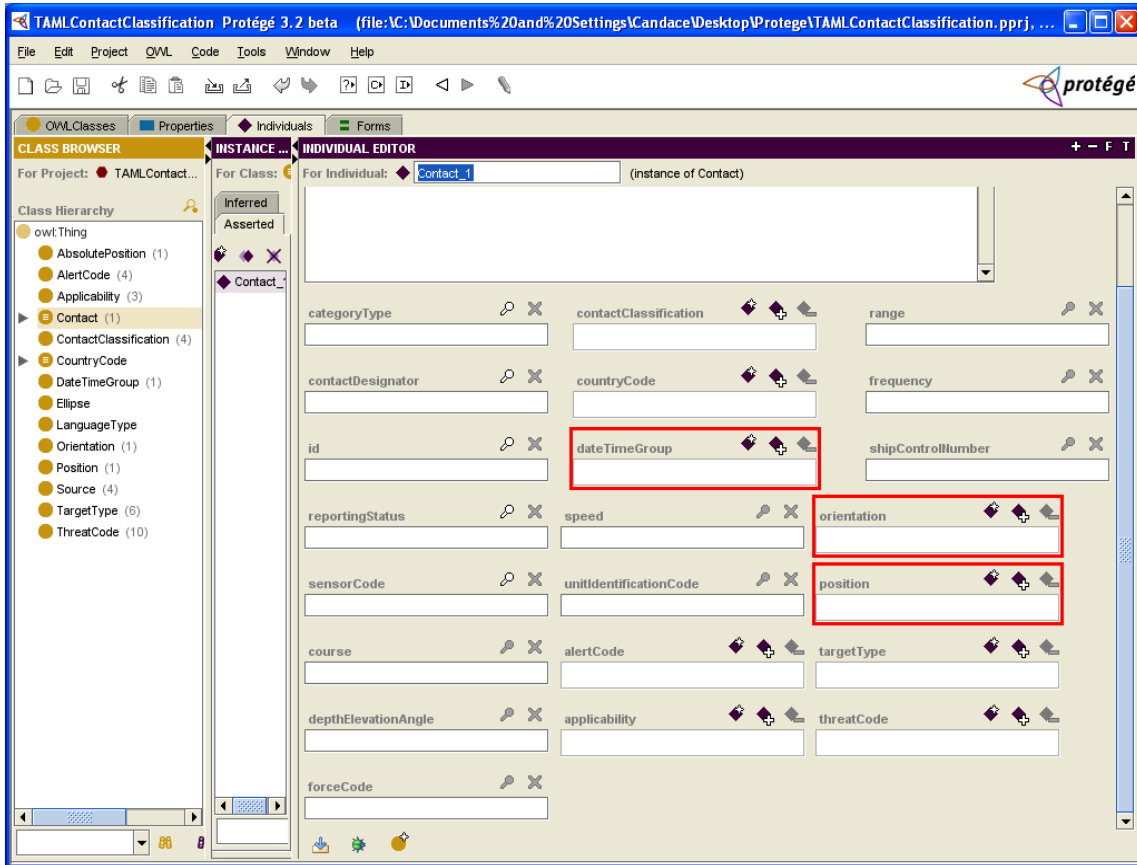 TAMLContactClassification Protégé 3.2 beta (file:\C:\Documents%20and%20Settings\Candace\Desktop\Protege\TAMLContactClassification.pprj, ...
File Edit Project OWL Code Tools Window Help
protégé
OWLClasses Properties Individuals Forms
CLASS BROWSER INSTANCE ... INDIVIDUAL EDITOR + − F T
For Project: TAMLContact... For Class: For Individual: Contact_1 (instance of Contact)
Class Hierarchy
Inferred
Asserted
owl:Thing
AbsolutePosition (1)
AlertCode (4)
Applicability (3)
Contact (1)
ContactClassification (4)
CountryCode
DateTimeGroup (1)
Ellipse
LanguageType
Orientation (1)
Position (1)
Source (4)
TargetType (6)
ThreatCode (10)
Contact_1
categoryType contactClassification range
contactDesignator countryCode frequency
id dateTimeGroup shipControlNumber
reportingStatus speed orientation
sensorCode unitIdentificationCode position
course alertCode targetType
depthElevationAngle applicability threatCode
forceCode